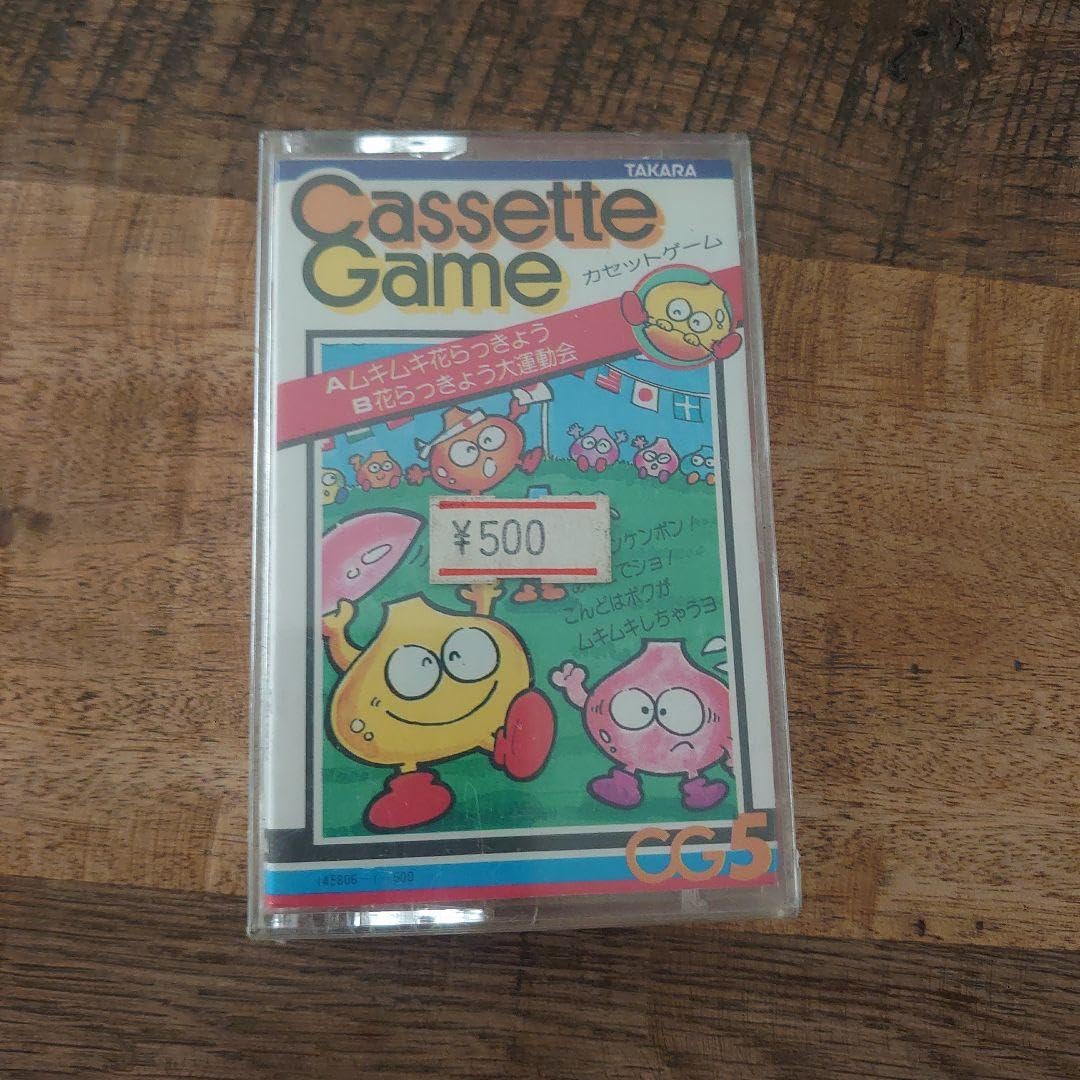 TAKARA
Cassette
Game
カセットゲーム
Aムキムキ花らっきょう
B花らっきょう大運動会
¥500
ンケンポン!
でショ!
こんどはボクが
ムキムキしちゃうヨ
CG5